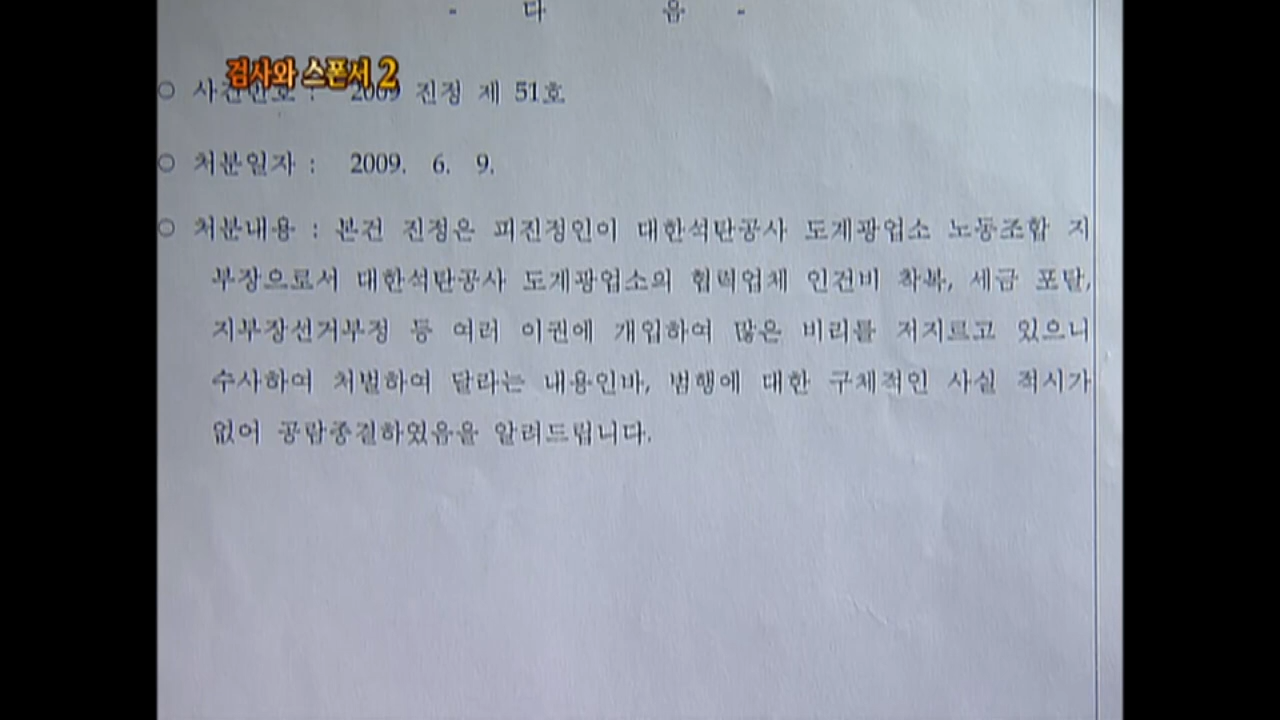 - 다 음 -
검사와 스폰서 2
○ 사건번호 : 2009 진정 제 51호
○ 처분일자 : 2009. 6. 9.
○ 처분내용 : 본건 진정은 피진정인이 대한석탄공사 도계광업소 노동조합 지
부장으로서 대한석탄공사 도계광업소의 협력업체 인건비 착복, 세금 포탈,
지부장선거부정 등 여러 이권에 개입하여 많은 비리를 저지르고 있으니
수사하여 처벌하여 달라는 내용인바, 범행에 대한 구체적인 사실 적시가
없어 공람종결하였음을 알려드립니다.